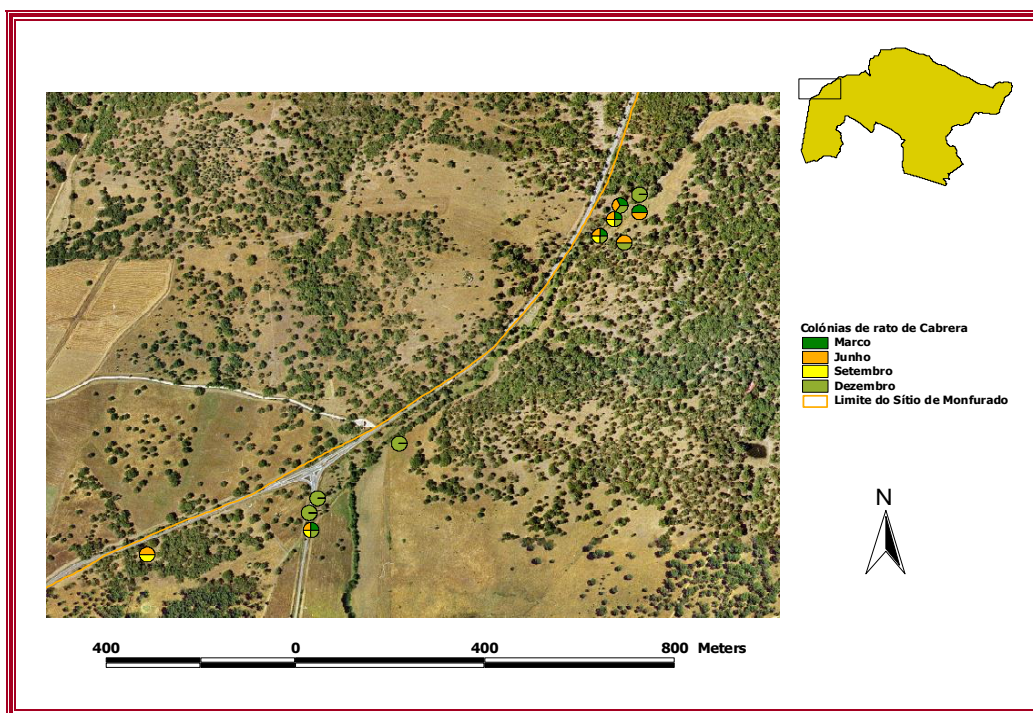 Colónias de rato de Cabrera
Marco
Junho
Setembro
Dezembro
Limite do Sítio de Monfurado
N
400 0 400 800 Meters